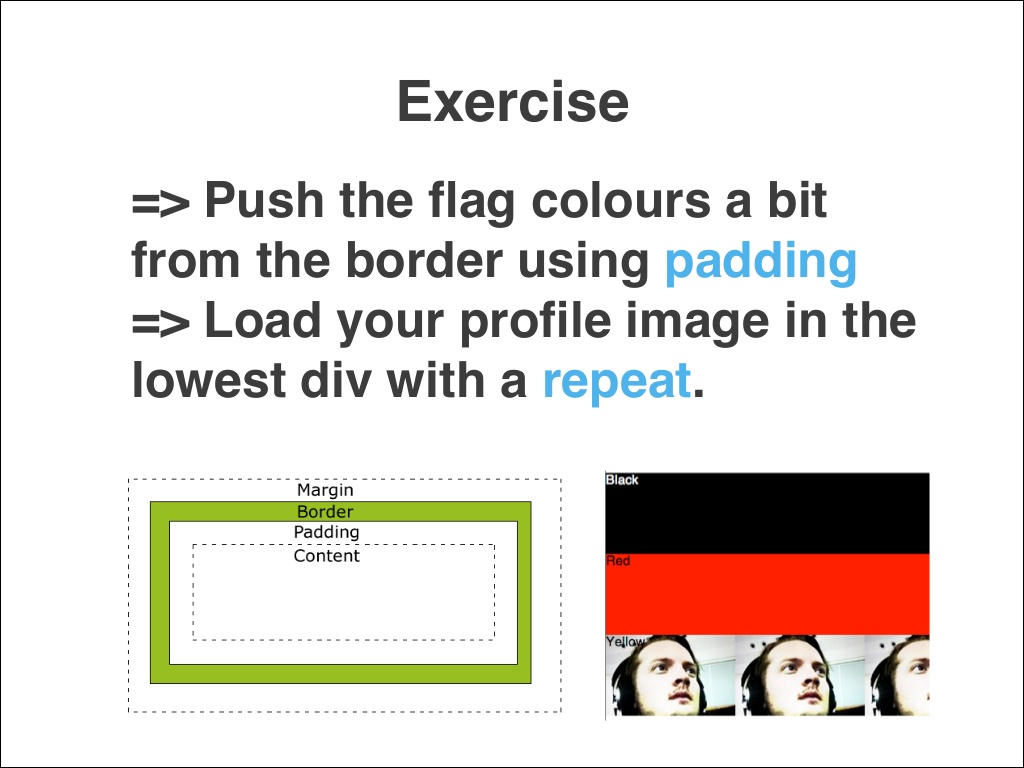 Exercise
=> Push the flag colours a bit
from the border using padding
=> Load your profile image in the
lowest div with a repeat.
Margin
Border
Padding
Content
Black
Red
Yellow